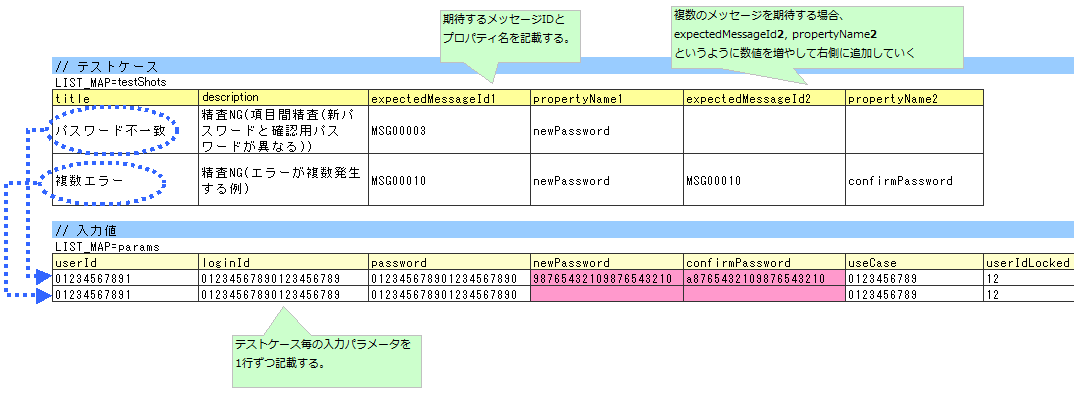 期待するメッセージIDと
プロパティ名を記載する。
複数のメッセージを期待する場合、
expectedMessageId2, propertyName2
というように数値を増やして右側に追加していく
// テストケース
LIST_MAP=testShots
title description expectedMessageId1 propertyName1 expectedMessageId2 propertyName2
パスワード不一致 精査NG(項目間精査(新パスワードと確認用パスワードが異なる)) MSG00003 newPassword
複数エラー 精査NG(エラーが複数発生する例) MSG00010 newPassword MSG00010 confirmPassword
// 入力値
LIST_MAP=params
userId loginId password newPassword confirmPassword useCase userIdLocked
01234567891 01234567890123456789 01234567890123456789​0 98765432109876543210 a8765432109876543210 0123456789 12
01234567891 01234567890123456789 012345678901234567890 0123456789 12
テストケース毎の入力パラメータを
1行ずつ記載する。